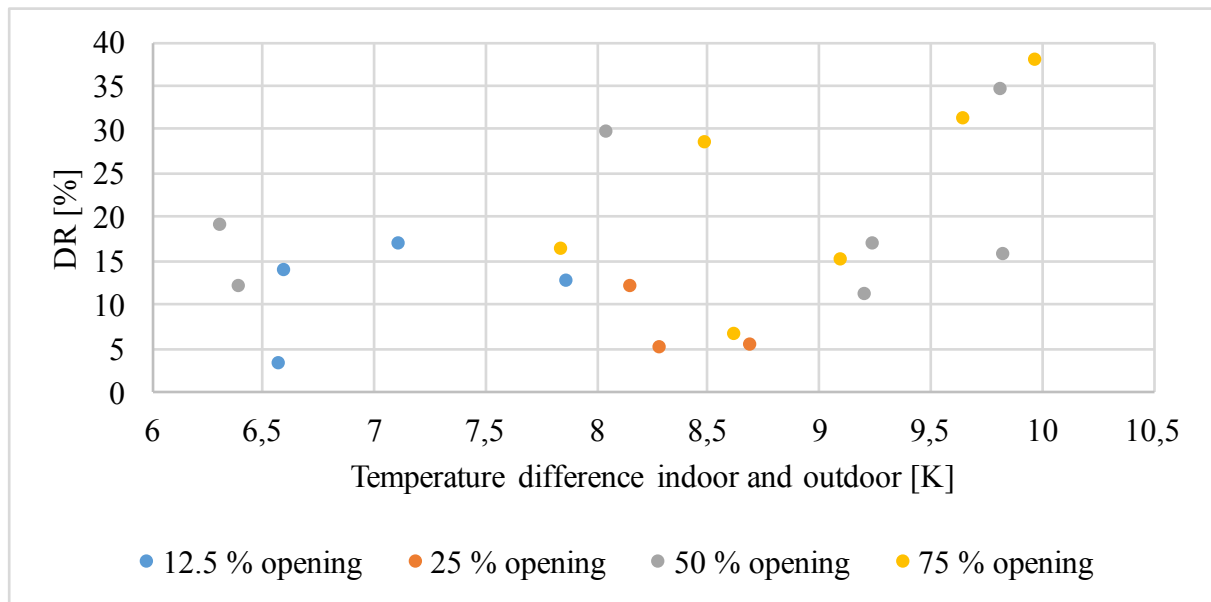 40
35
30
25
20
15
10
5
0
DR [%]
6 6,5 7 7,5 8 8,5 9 9,5 10 10,5
Temperature difference indoor and outdoor [K]
12.5 % opening 25 % opening 50 % opening 75 % opening